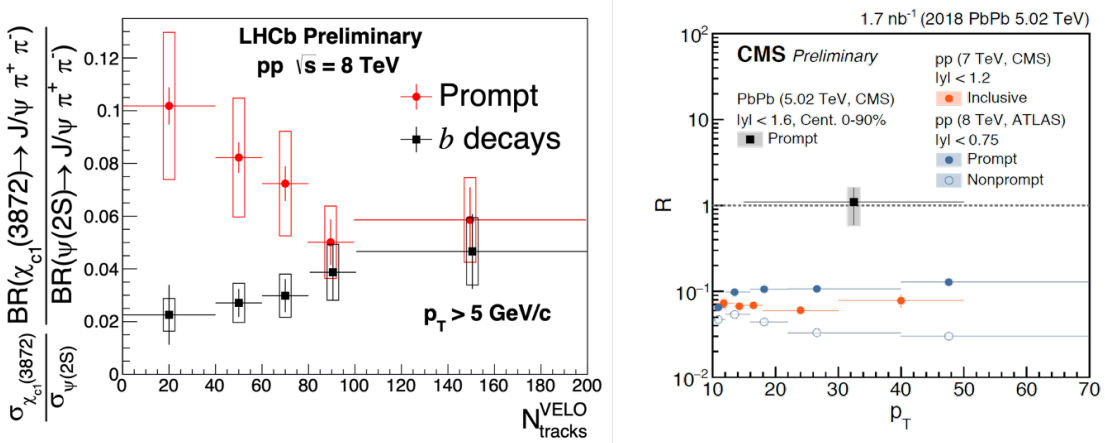 LHCb Preliminary
pp √s = 8 TeV
Prompt
b decays
p_T > 5 GeV/c
σ_χc1(3872) / σ_ψ(2S) BR(χ_c1(3872)→ J/ψ π⁺ π⁻) / BR(ψ(2S)→ J/ψ π⁺ π⁻)
0.12
0.1
0.08
0.06
0.04
0.02
0
0 20 40 60 80 100 120 140 160 180 200
N^VELO_tracks
1.7 nb⁻¹ (2018 PbPb 5.02 TeV)
CMS Preliminary
PbPb (5.02 TeV, CMS)
|y| < 1.6, Cent. 0-90%
Prompt
pp (7 TeV, CMS)
|y| < 1.2
Inclusive
pp (8 TeV, ATLAS)
|y| < 0.75
Prompt
Nonprompt
R
10²
10
1
10⁻¹
10⁻²
10 20 30 40 50 60 70
p_T